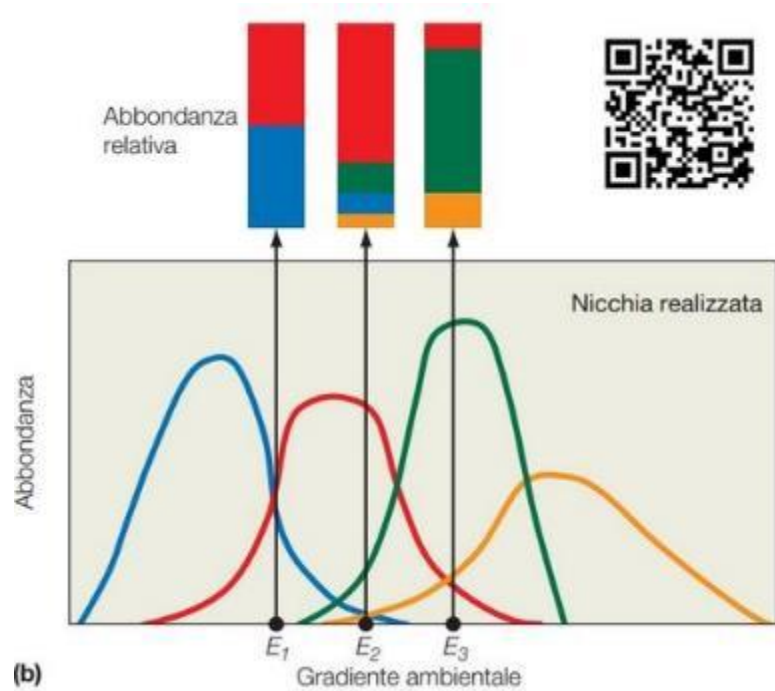 Abbondanza
relativa
Nicchia realizzata
Abbondanza
E1
E2
E3
Gradiente ambientale
(b)